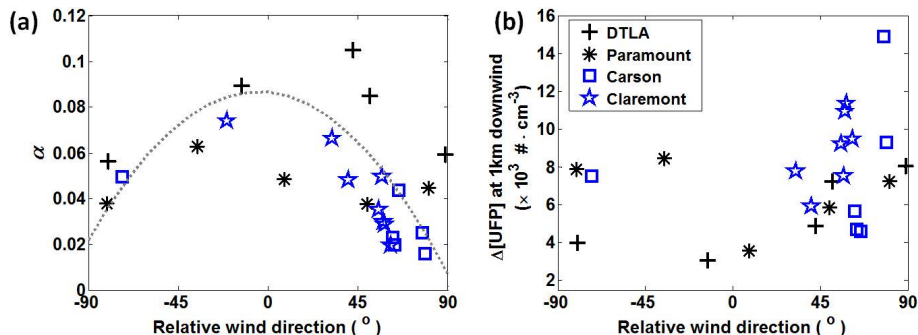 (a)
0.12
0.1
0.08
0.06
0.04
0.02
0
α
-90 -45 0 45 90
Relative wind direction ( ° )
(b)
16
14
12
10
8
6
4
2
Δ[UFP] at 1km downwind
(× 10³ # · cm⁻³)
DTLA
Paramount
Carson
Claremont
-90 -45 0 45 90
Relative wind direction ( ° )